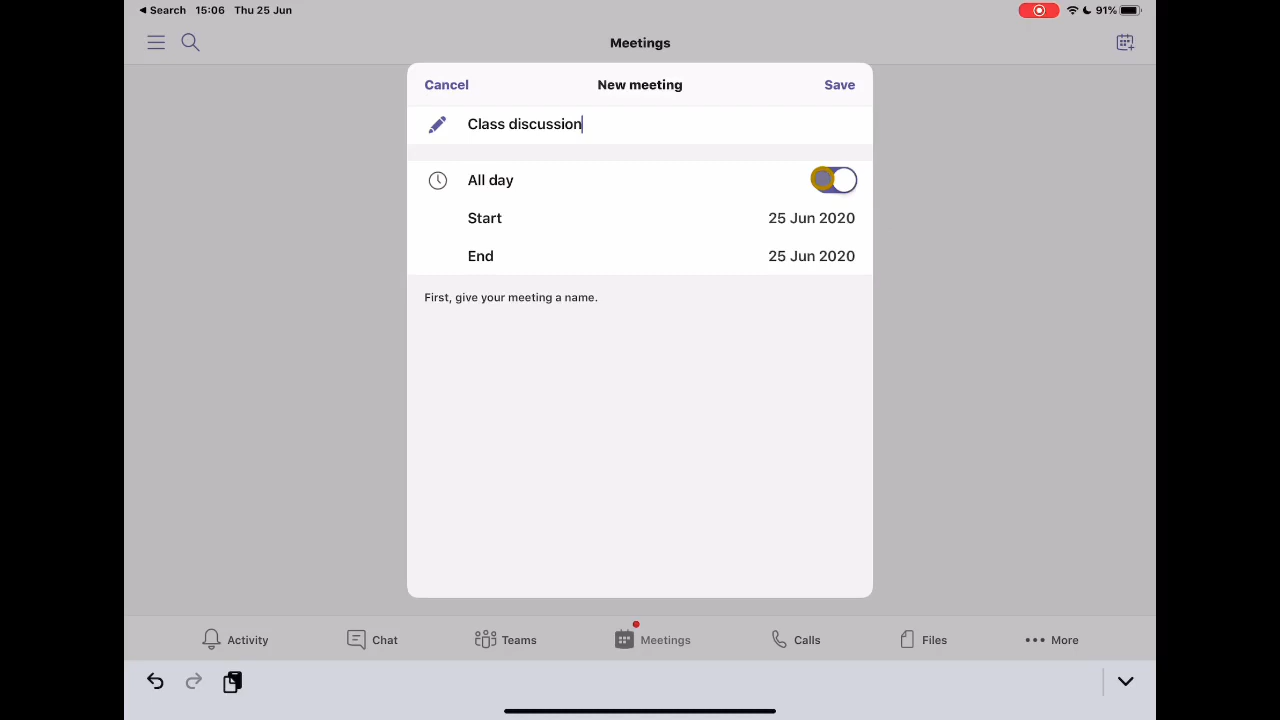 Search 15:06 Thu 25 Jun 91%
Meetings
Cancel New meeting Save
Class discussion
All day
Start 25 Jun 2020
End 25 Jun 2020
First, give your meeting a name.
Activity Chat Teams Meetings Calls Files More